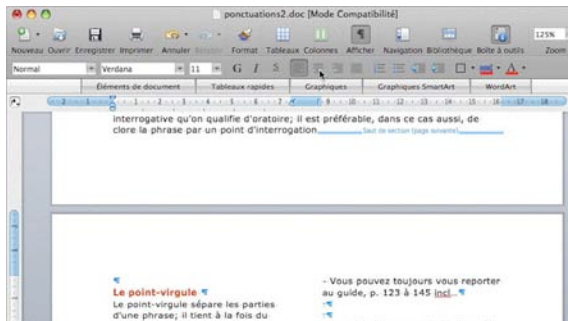 ponctuations2.doc [Mode Compatibilité]
125%
Nouveau Ouvrir Enregistrer Imprimer Annuler Format Tableaux Colonnes Afficher Navigation Bibliothèque Boîte à outils Zoom
Normal Verdana 11 G I S
Éléments de document Tableaux rapides Graphiques Graphiques SmartArt WordArt
interrogative qu'on qualifie d'oratoire; il est préférable, dans ce cas aussi, de
clore la phrase par un point d'interrogation Saut de section (page suivante)
Le point-virgule
Le point-virgule sépare les parties
d'une phrase; il tient à la fois du
- Vous pouvez toujours vous reporter
au guide, p. 123 à 145 incl.